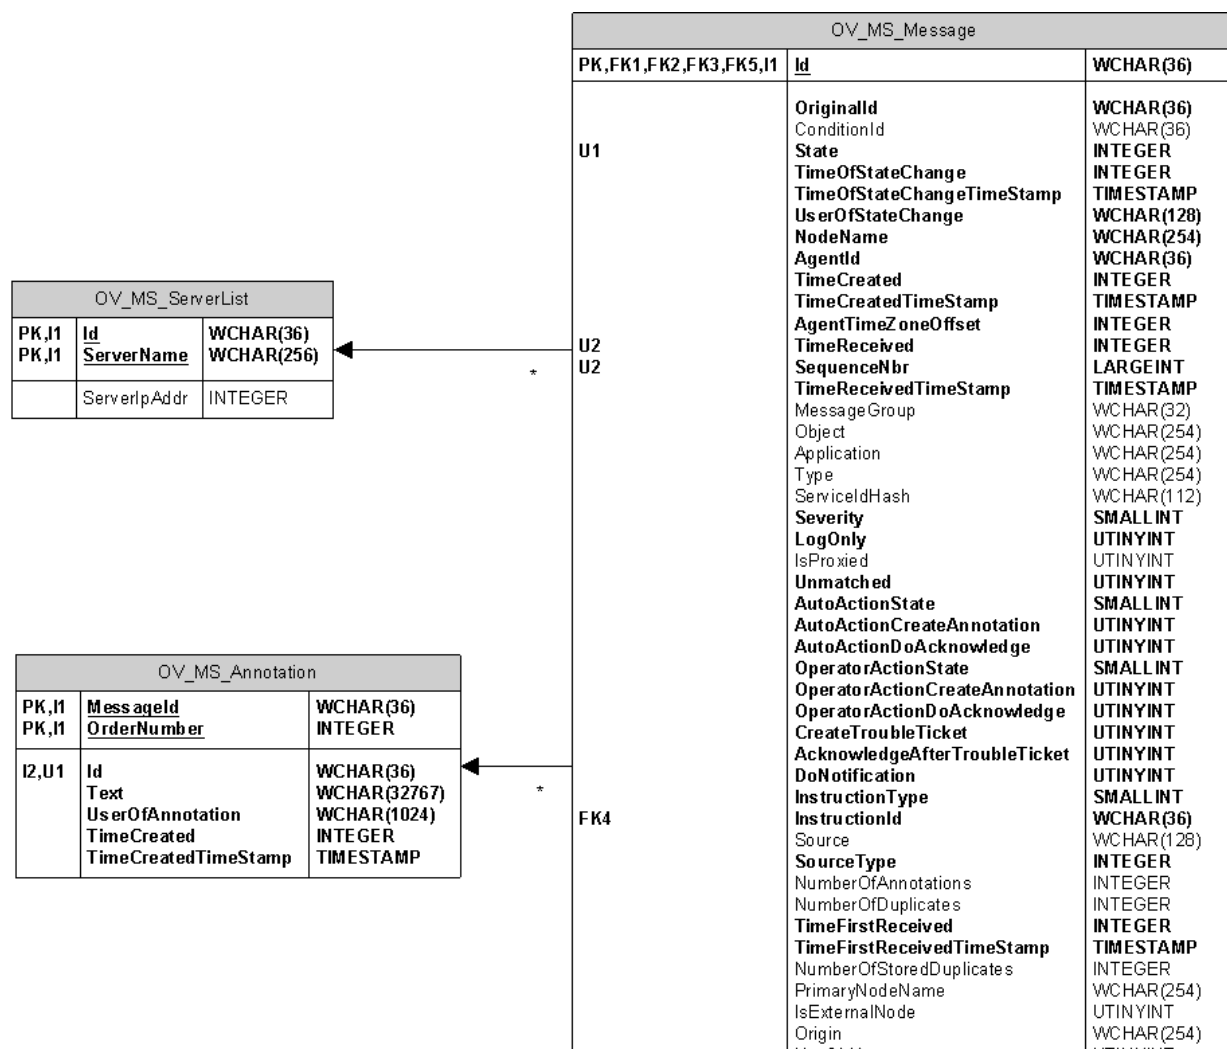 OV_MS_Message
PK,FK1,FK2,FK3,FK5,I1 Id WCHAR(36)
OriginalId WCHAR(36)
ConditionId WCHAR(36)
U1 State INTEGER
TimeOfStateChange INTEGER
TimeOfStateChangeTimeStamp TIMESTAMP
UserOfStateChange WCHAR(128)
NodeName WCHAR(254)
AgentId WCHAR(36)
TimeCreated INTEGER
TimeCreatedTimeStamp TIMESTAMP
AgentTimeZoneOffset INTEGER
U2 TimeReceived INTEGER
U2 SequenceNbr LARGEINT
TimeReceivedTimeStamp TIMESTAMP
MessageGroup WCHAR(32)
Object WCHAR(254)
Application WCHAR(254)
Type WCHAR(254)
ServiceIdHash WCHAR(112)
Severity SMALLINT
LogOnly UTINYINT
IsProxied UTINYINT
Unmatched UTINYINT
AutoActionState SMALLINT
AutoActionCreateAnnotation UTINYINT
AutoActionDoAcknowledge UTINYINT
OperatorActionState SMALLINT
OperatorActionCreateAnnotation UTINYINT
OperatorActionDoAcknowledge UTINYINT
CreateTroubleTicket UTINYINT
AcknowledgeAfterTroubleTicket UTINYINT
DoNotification UTINYINT
InstructionType SMALLINT
FK4 InstructionId WCHAR(36)
Source WCHAR(128)
SourceType INTEGER
NumberOfAnnotations INTEGER
NumberOfDuplicates INTEGER
TimeFirstReceived INTEGER
TimeFirstReceivedTimeStamp TIMESTAMP
NumberOfStoredDuplicates INTEGER
PrimaryNodeName WCHAR(254)
IsExternalNode UTINYINT
Origin WCHAR(254)
OV_MS_ServerList
PK,I1 Id WCHAR(36)
PK,I1 ServerName WCHAR(256)
ServerIpAddr INTEGER
*
OV_MS_Annotation
PK,I1 MessageId WCHAR(36)
PK,I1 OrderNumber INTEGER
I2,U1 Id WCHAR(36)
Text WCHAR(32767)
UserOfAnnotation WCHAR(1024)
TimeCreated INTEGER
TimeCreatedTimeStamp TIMESTAMP
*